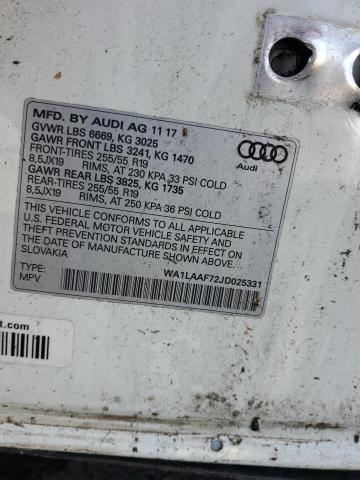 MFD. BY AUDI AG 11 17
GVWR LBS 6669, KG 3025
GAWR FRONT LBS 3241, KG 1470
FRONT-TIRES 255/55 R19
8,5JX19 RIMS, AT 230 KPA 33 PSI COLD
GAWR REAR LBS 3825, KG 1735
REAR-TIRES 255/55 R19
8,5JX19 RIMS, AT 250 KPA 36 PSI COLD
Audi
THIS VEHICLE CONFORMS TO ALL APPLICABLE
U.S. FEDERAL MOTOR VEHICLE SAFETY AND
THEFT PREVENTION STANDARDS IN EFFECT ON
THE DATE OF MANUFACTURE SHOWN ABOVE.
SLOVAKIA
TYPE: WA1LAAF72JD025331
MPV
t.com